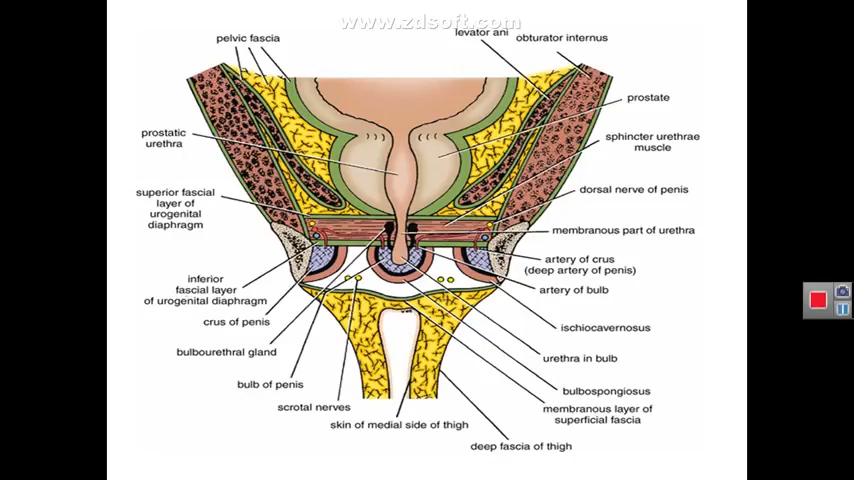 www.zdsoft.com
pelvic fascia
levator ani
obturator internus
prostatic
urethra
superior fascial
layer of
urogenital
diaphragm
inferior
fascial layer
of urogenital diaphragm
crus of penis
bulbourethral gland
bulb of penis
scrotal nerves
skin of medial side of thigh
prostate
sphincter urethrae
muscle
dorsal nerve of penis
membranous part of urethra
artery of crus
(deep artery of penis)
artery of bulb
ischiocavernosus
urethra in bulb
bulbospongiosus
membranous layer of
superficial fascia
deep fascia of thigh